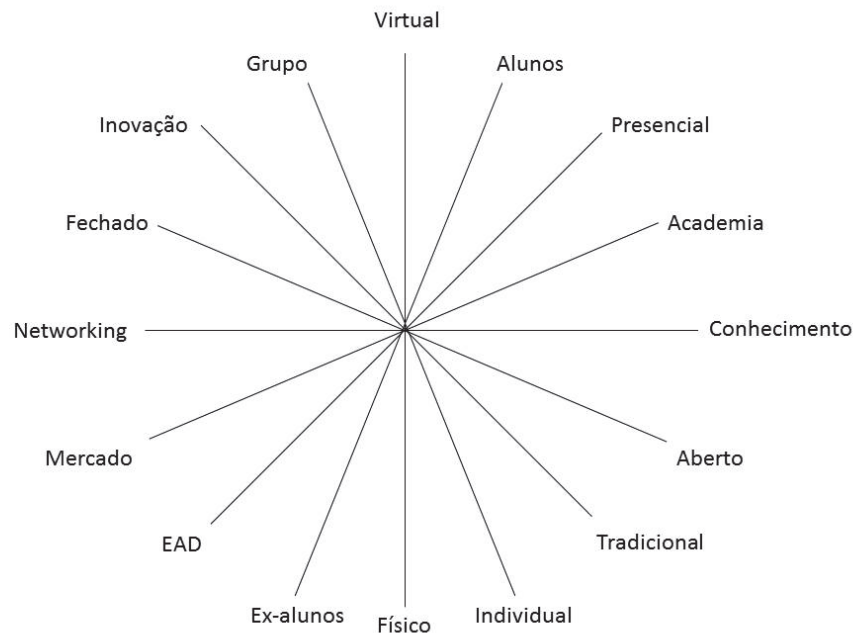 Virtual
Grupo
Alunos
Inovação
Presencial
Fechado
Academia
Networking
Conhecimento
Mercado
Aberto
EAD
Tradicional
Ex-alunos
Físico
Individual